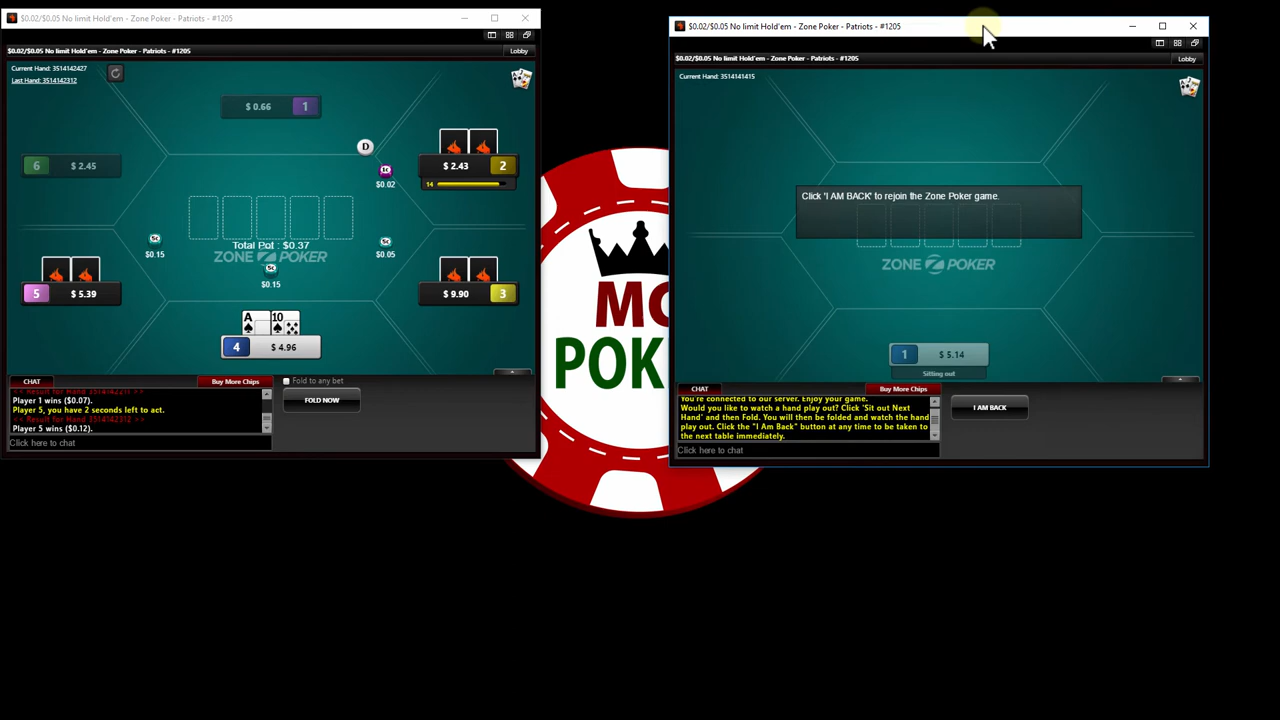 $0.02/$0.05 No limit Hold'em - Zone Poker - Patriots - #1205
$0.02/$0.05 No limit Hold'em - Zone Poker - Patriots - #1205
Lobby
Current Hand: 3514142427
Last Hand: 3514142312
$ 0.66 1
D
6 $ 2.45
$ 2.43 2
14
$0.02
$0.15
Total Pot : $0.37
$0.05
ZONE POKER
5c
$0.15
5 $ 5.39
$ 9.90 3
A 10
4 $ 4.96
CHAT
Buy More Chips
Fold to any bet
FOLD NOW
<< Result for Hand 3514142211 >>
Player 1 wins ($0.07).
Player 5, you have 2 seconds left to act.
<< Result for Hand 3514142312 >>
Player 5 wins ($0.12).
Click here to chat
$0.02/$0.05 No limit Hold'em - Zone Poker - Patriots - #1205
$0.02/$0.05 No limit Hold'em - Zone Poker - Patriots - #1205
Lobby
Current Hand: 3514141415
Click 'I AM BACK' to rejoin the Zone Poker game.
ZONE POKER
1 $ 5.14
Sitting out
CHAT
Buy More Chips
I AM BACK
You're connected to our server. Enjoy your game.
Would you like to watch a hand play out? Click 'Sit out Next
Hand' and then Fold. You will then be folded and watch the hand
play out. Click the "I Am Back" button at any time to be taken to
the next table immediately.
Click here to chat
POK